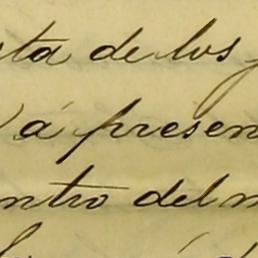 ta de los
á presen
ntro del